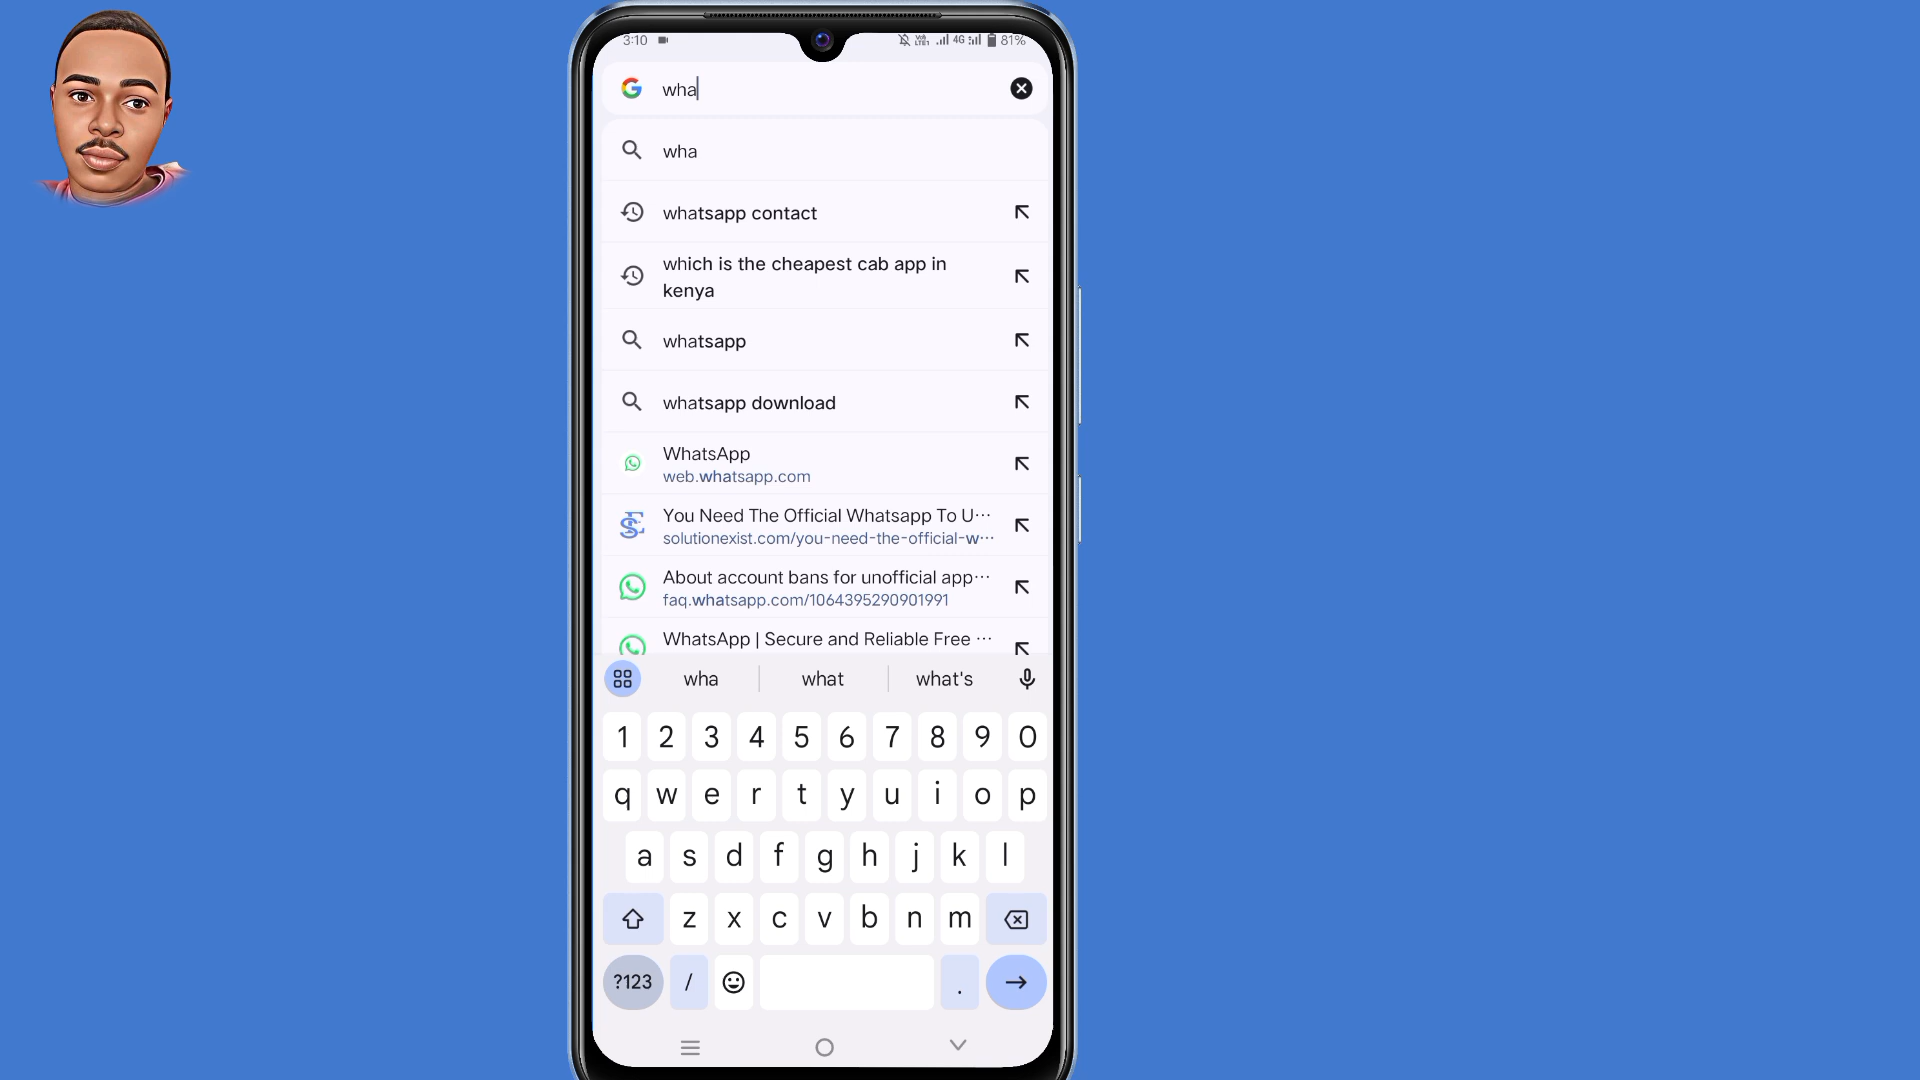 3:10
4G
81%
wha
wha
whatsapp contact
which is the cheapest cab app in
kenya
whatsapp
whatsapp download
WhatsApp
web.whatsapp.com
You Need The Official Whatsapp To U···
solutionexist.com/you-need-the-official-w···
About account bans for unofficial app···
faq.whatsapp.com/1064395290901991
WhatsApp | Secure and Reliable Free ···
wha what what's
1 2 3 4 5 6 7 8 9 0
q w e r t y u i o p
a s d f g h j k l
z x c v b n m
?123 / .